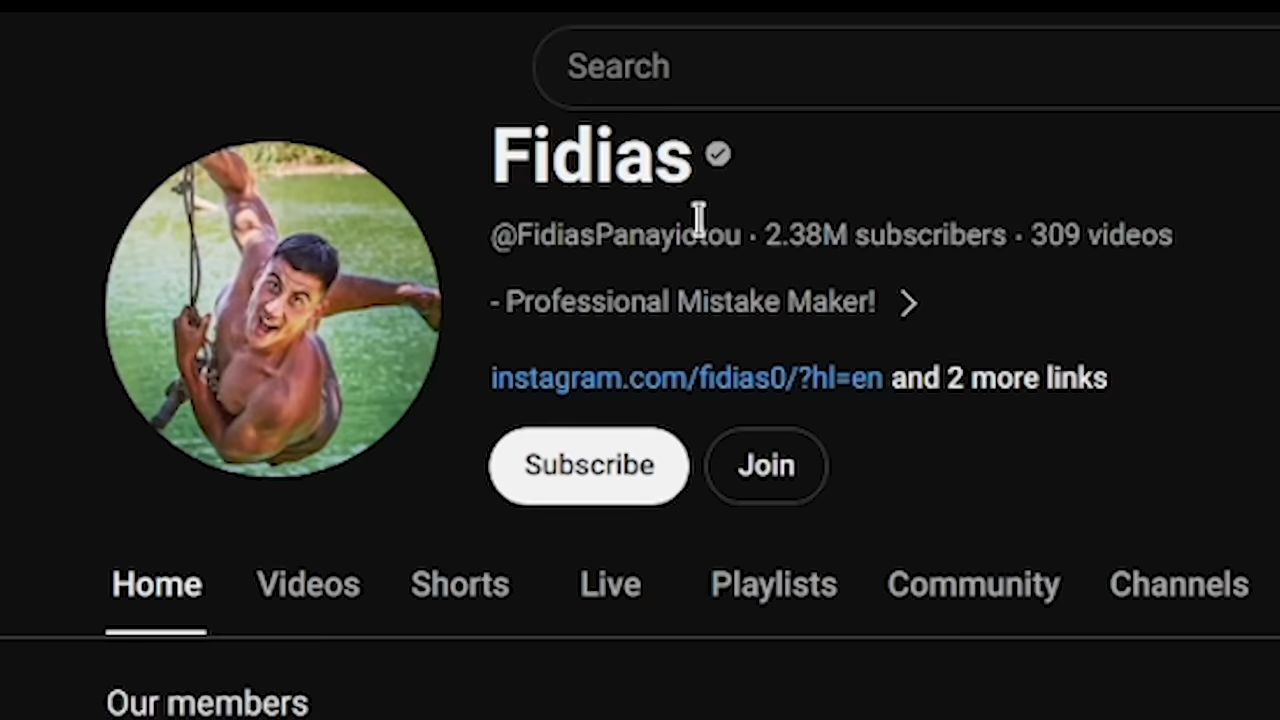 Search
Fidias
@FidiasPanayiotou · 2.38M subscribers · 309 videos
- Professional Mistake Maker!
instagram.com/fidias0/?hl=en and 2 more links
Subscribe Join
Home Videos Shorts Live Playlists Community Channels
Our members